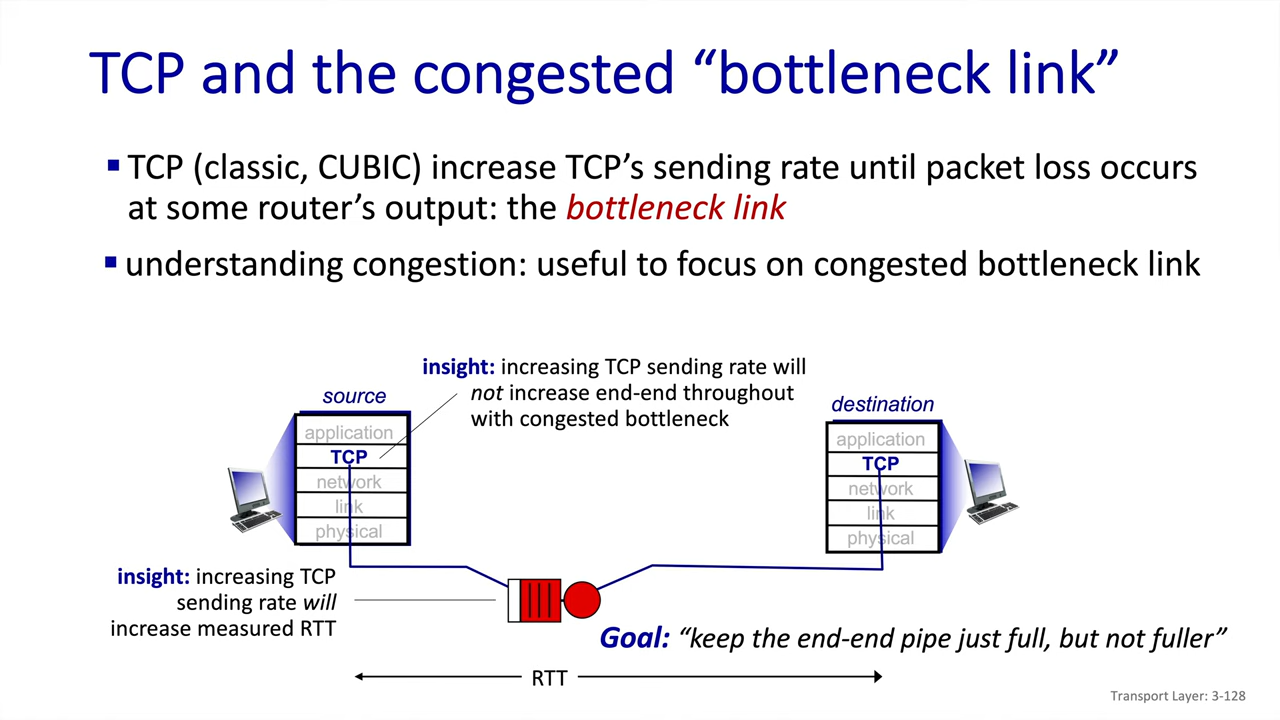 TCP and the congested “bottleneck link”
▪ TCP (classic, CUBIC) increase TCP’s sending rate until packet loss occurs
at some router’s output: the bottleneck link
▪ understanding congestion: useful to focus on congested bottleneck link
insight: increasing TCP sending rate will
not increase end-end throughout
with congested bottleneck
source
application
TCP
network
link
physical
destination
application
TCP
network
link
physical
insight: increasing TCP
sending rate will
increase measured RTT
Goal: “keep the end-end pipe just full, but not fuller”
RTT
Transport Layer: 3-128